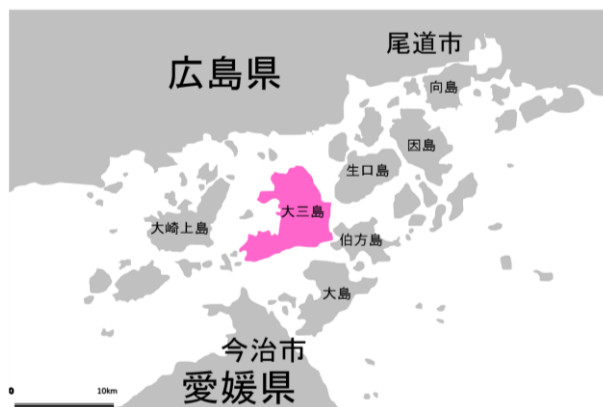 尾道市
広島県
向島
因島
生口島
大三島
大崎上島
伯方島
大島
今治市
愛媛県
0 10km